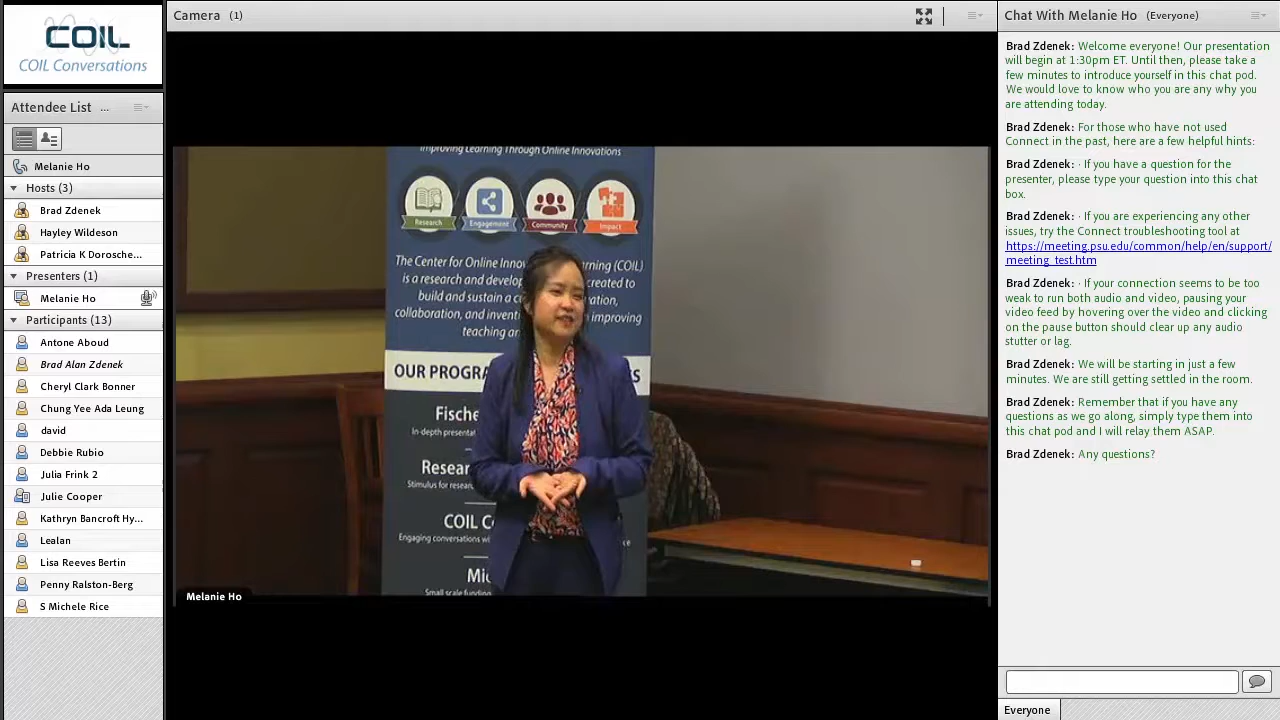 COIL
COIL Conversations
Attendee List ...
Melanie Ho
Hosts (3)
Brad Zdenek
Hayley Wildeson
Patricia K Dorosche...
Presenters (1)
Melanie Ho
Participants (13)
Antone Aboud
Brad Alan Zdenek
Cheryl Clark Bonner
Chung Yee Ada Leung
david
Debbie Rubio
Julia Frink 2
Julie Cooper
Kathryn Bancroft Hy...
Lealan
Lisa Reeves Bertin
Penny Ralston-Berg
S Michele Rice
Camera (1)
Improving Learning Through Online Innovations
Research
Engagement
Community
Impact
The Center for Online Inno arning (COIL)
is a research and develop created to
build and sustain a c vation,
collaboration, and invent improving
teaching an
OUR PROGRA ES
Fische
In-depth presentat
Resear
Stimulus for resear
COIL C
Engaging conversations wi ce
Mic
Small scale funding
Melanie Ho
Chat With Melanie Ho (Everyone)
Brad Zdenek: Welcome everyone! Our presentation
will begin at 1:30pm ET. Until then, please take a
few minutes to introduce yourself in this chat pod.
We would love to know who you are any why you
are attending today.
Brad Zdenek: For those who have not used
Connect in the past, here are a few helpful hints:
Brad Zdenek: · If you have a question for the
presenter, please type your question into this chat
box.
Brad Zdenek: · If you are experiencing any other
issues, try the Connect troubleshooting tool at
https://meeting.psu.edu/common/help/en/support/
meeting_test.htm
Brad Zdenek: · If your connection seems to be too
weak to run both audio and video, pausing your
video by hovering over the window and clicking
on the pause button should clear up any audio
stutter or lag.
Brad Zdenek: We will be starting in just a few
minutes. We are still getting settled in the room.
Brad Zdenek: Remember that if you have any
questions as we go along, simply type them into
this chat pod and I will relay them ASAP.
Brad Zdenek: Any questions?
Everyone